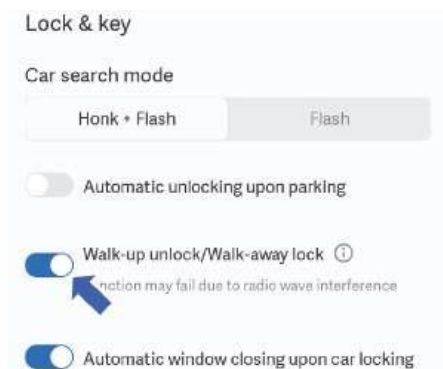 Lock & key
Car search mode
Honk + Flash Flash
Automatic unlocking upon parking
Walk-up unlock/Walk-away lock
may fail due to radio wave interference
Automatic window closing upon car locking